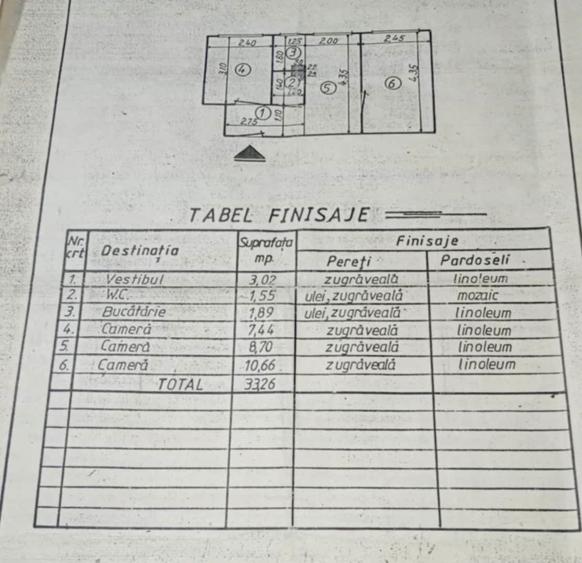 2.40 1.25 2.00 2.45
3.10 4 3 1.80 5 4.35 6 4.35
2 1.40
1 1.10
2.75
TABEL FINISAJE
Nr. crt. Destinația Suprafața mp. Finisaje
Pereți Pardoseli
1. Vestibul 3,02 zugrăveală linoleum
2. W.C. 1,55 ulei, zugrăveală mozaic
3. Bucătărie 1,89 ulei, zugrăveală linoleum
4. Cameră 7,44 zugrăveală linoleum
5. Cameră 8,70 zugrăveală linoleum
6. Cameră 10,66 zugrăveală linoleum
TOTAL 33,26